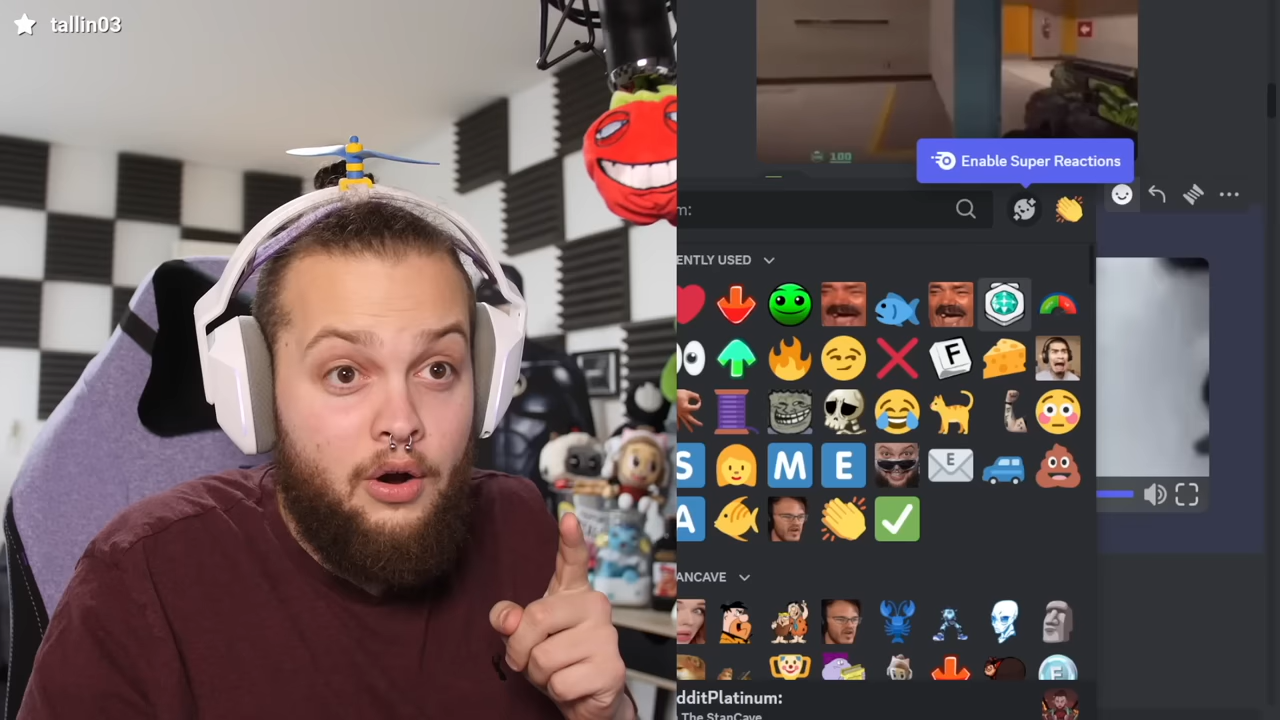 tallin03
100
Enable Super Reactions
m:
ENTLY USED
F
S
M
E
E
A
ANCAVE
E
dditPlatinum:
The StanCave